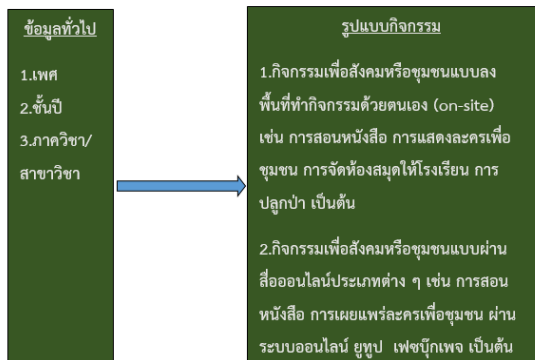 ข้อมูลทั่วไป
1.เพศ
2.ชั้นปี
3.ภาควิชา/
สาขาวิชา
รูปแบบกิจกรรม
1.กิจกรรมเพื่อสังคมหรือชุมชนแบบลง
พื้นที่ทำกิจกรรมด้วยตนเอง (on-site)
เช่น การสอนหนังสือ การแสดงละครเพื่อ
ชุมชน การจัดห้องสมุดให้โรงเรียน การ
ปลูกป่า เป็นต้น
2.กิจกรรมเพื่อสังคมหรือชุมชนแบบผ่าน
สื่อออนไลน์ประเภทต่าง ๆ เช่น การสอน
หนังสือ การเผยแพร่ละครเพื่อชุมชน ผ่าน
ระบบออนไลน์ ยูทูป เฟซบุ๊กเพจ เป็นต้น